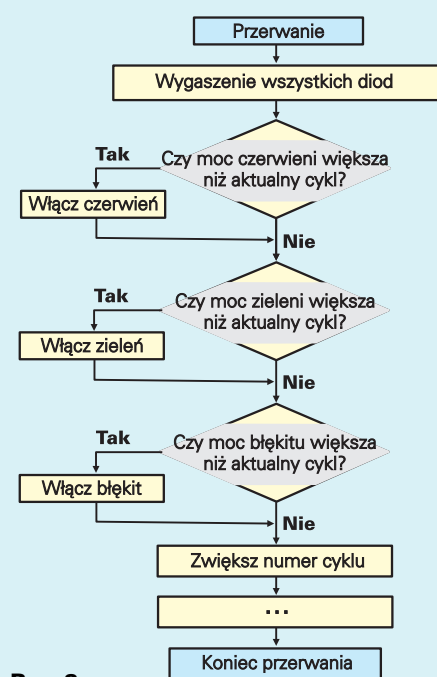 Przerwanie
Wygaszenie wszystkich diod
Czy moc czerwieni większa
niż aktualny cykl?
Tak
Włącz czerwień
Nie
Czy moc zieleni większa
niż aktualny cykl?
Tak
Włącz zieleń
Nie
Czy moc błękitu większa
niż aktualny cykl?
Tak
Włącz błękit
Nie
Zwiększ numer cyklu
...
Koniec przerwania